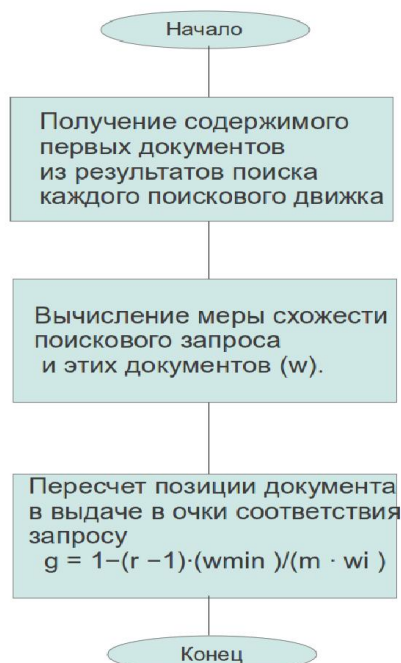 Начало
Получение содержимого
первых документов
из результатов поиска
каждого поискового движка
Вычисление меры схожести
поискового запроса
и этих документов (w).
Пересчет позиции документа
в выдаче в очки соответствия
запросу
g = 1−(r −1)·(wmin )/(m · wi )
Конец